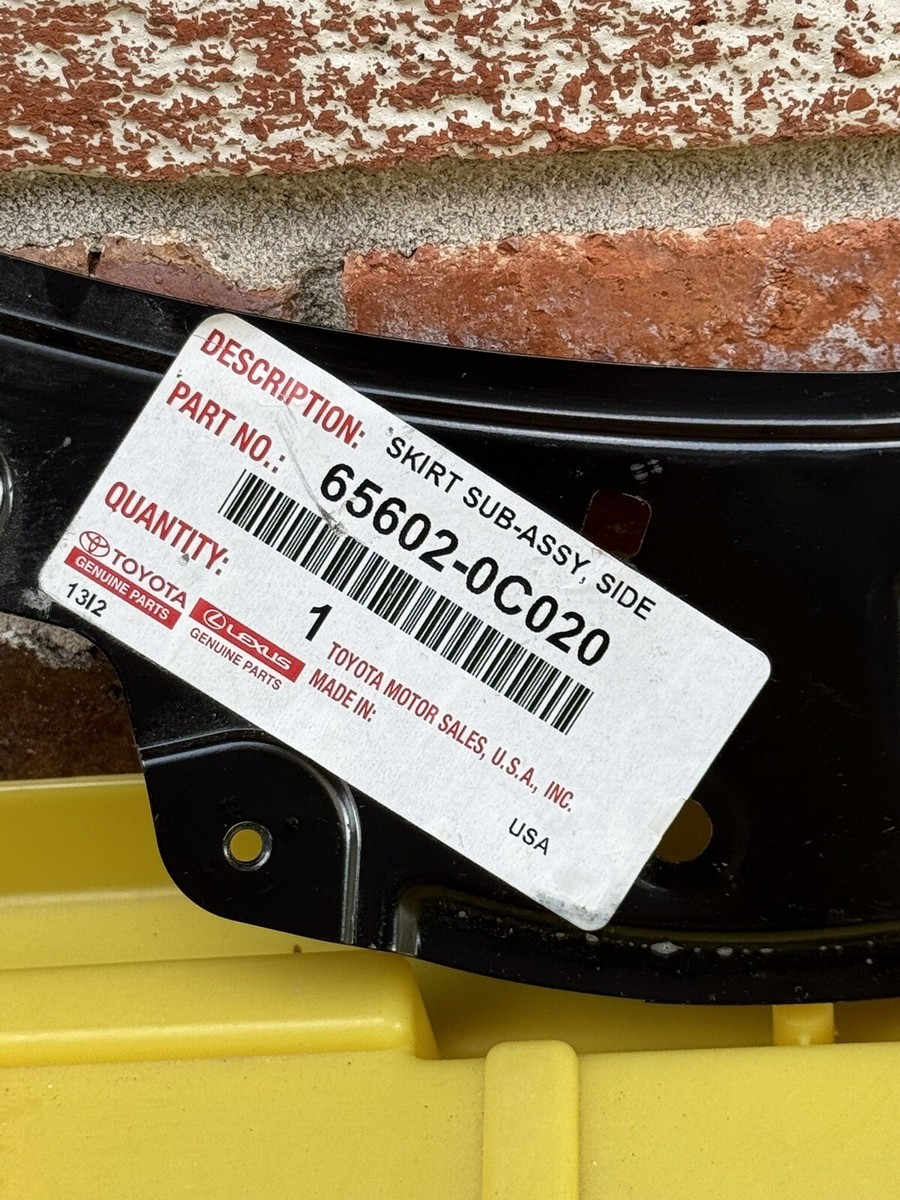 DESCRIPTION: SKIRT SUB-ASSY, SIDE
PART NO.: 65602-0C020
QUANTITY: 1
TOYOTA
GENUINE PARTS
LEXUS
GENUINE PARTS
TOYOTA MOTOR SALES, U.S.A., INC.
MADE IN: USA
13I2